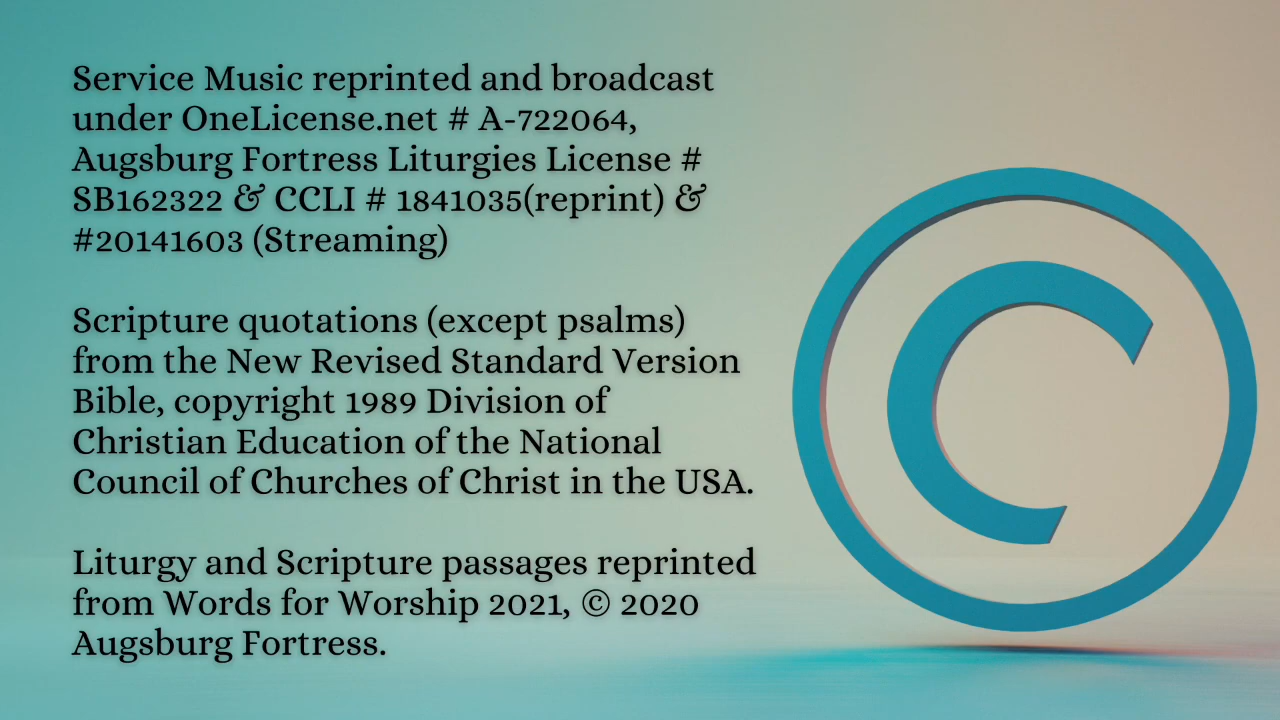 Service Music reprinted and broadcast
under OneLicense.net # A-722064,
Augsburg Fortress Liturgies License #
SB162322 & CCLI # 1841035(reprint) &
#20141603 (Streaming)
Scripture quotations (except psalms)
from the New Revised Standard Version
Bible, copyright 1989 Division of
Christian Education of the National
Council of Churches of Christ in the USA.
Liturgy and Scripture passages reprinted
from Words for Worship 2021, © 2020
Augsburg Fortress.